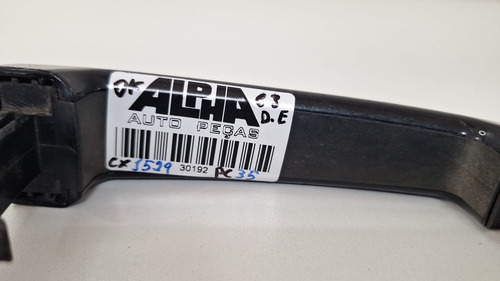 OK ALPHA C3
AUTO PEÇAS D.E
CX 1529 30192 PC 35